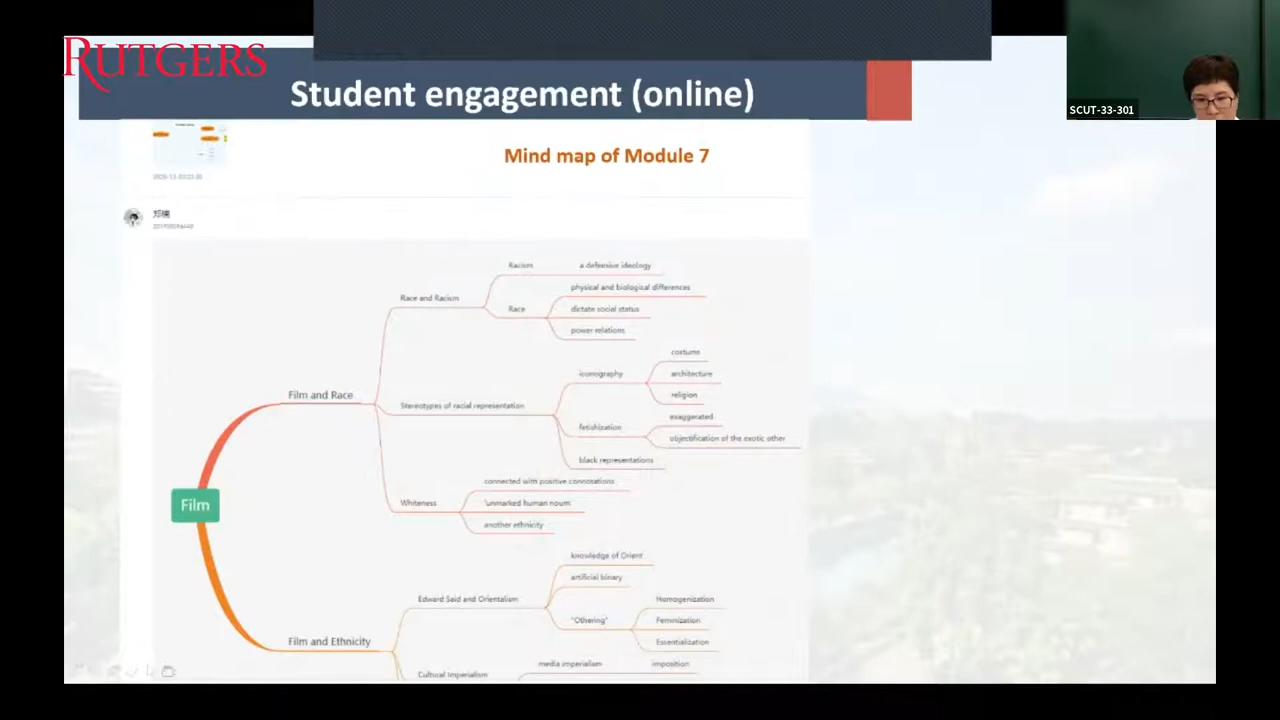 RUTGERS
Student engagement (online)
SCUT-33-301
Mind map of Module 7
Racism
a defensive ideology
physical and biological differences
Race and Racism
Race
dictate social status
power relations
costume
iconography
architecture
Film and Race
religion
Stereotypes of racial representation
exaggerated
fetishization
objectification of the exotic other
black representations
connected with positive connotations
Whiteness
'unmarked human noum'
Film
another ethnicity
knowledge of Orient
artificial binary
Edward Said and Orientalism
Homogenization
"Othering"
Feminization
Film and Ethnicity
Essentialization
media imperialism
imposition
Cultural Imperialism